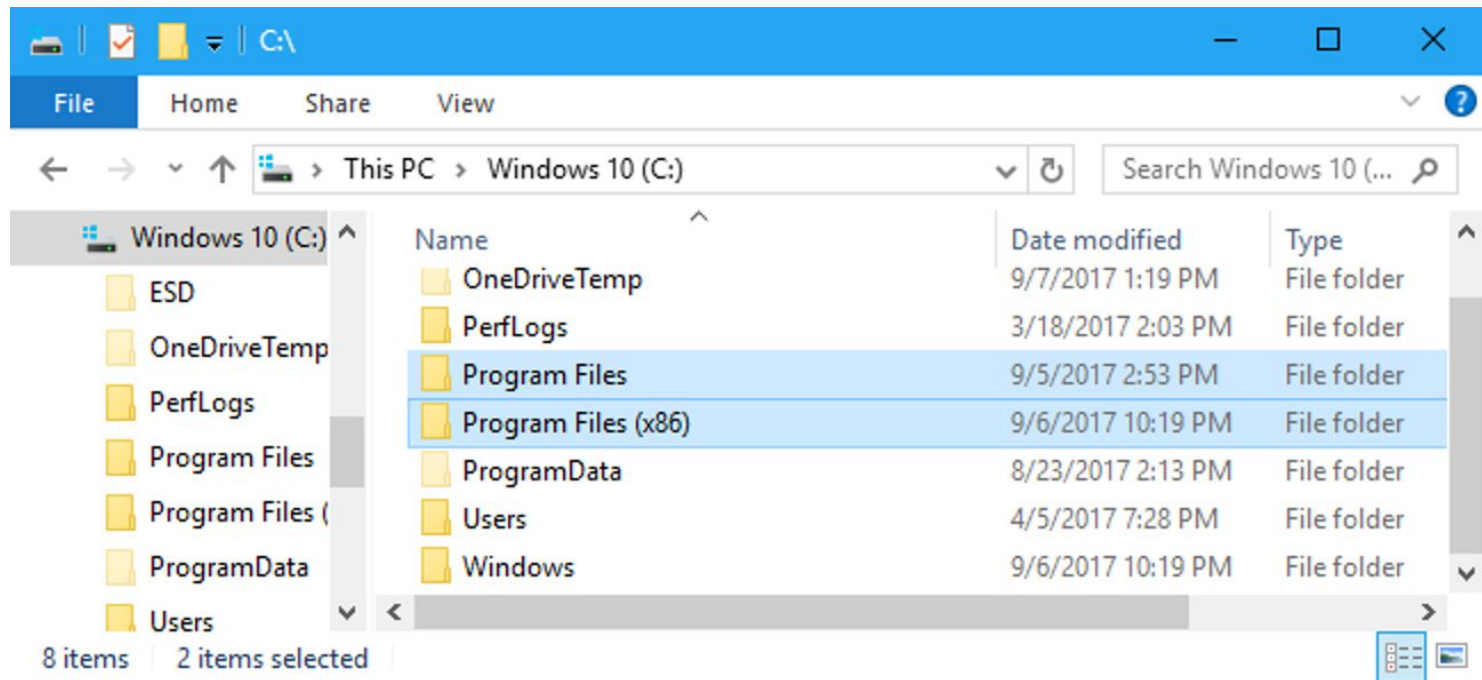 C:\
File Home Share View
This PC > Windows 10 (C:) Search Windows 10 (...
Windows 10 (C:)
ESD
OneDriveTemp
PerfLogs
Program Files
Program Files (
ProgramData
Users
Name Date modified Type
OneDriveTemp 9/7/2017 1:19 PM File folder
PerfLogs 3/18/2017 2:03 PM File folder
Program Files 9/5/2017 2:53 PM File folder
Program Files (x86) 9/6/2017 10:19 PM File folder
ProgramData 8/23/2017 2:13 PM File folder
Users 4/5/2017 7:28 PM File folder
Windows 9/6/2017 10:19 PM File folder
8 items 2 items selected